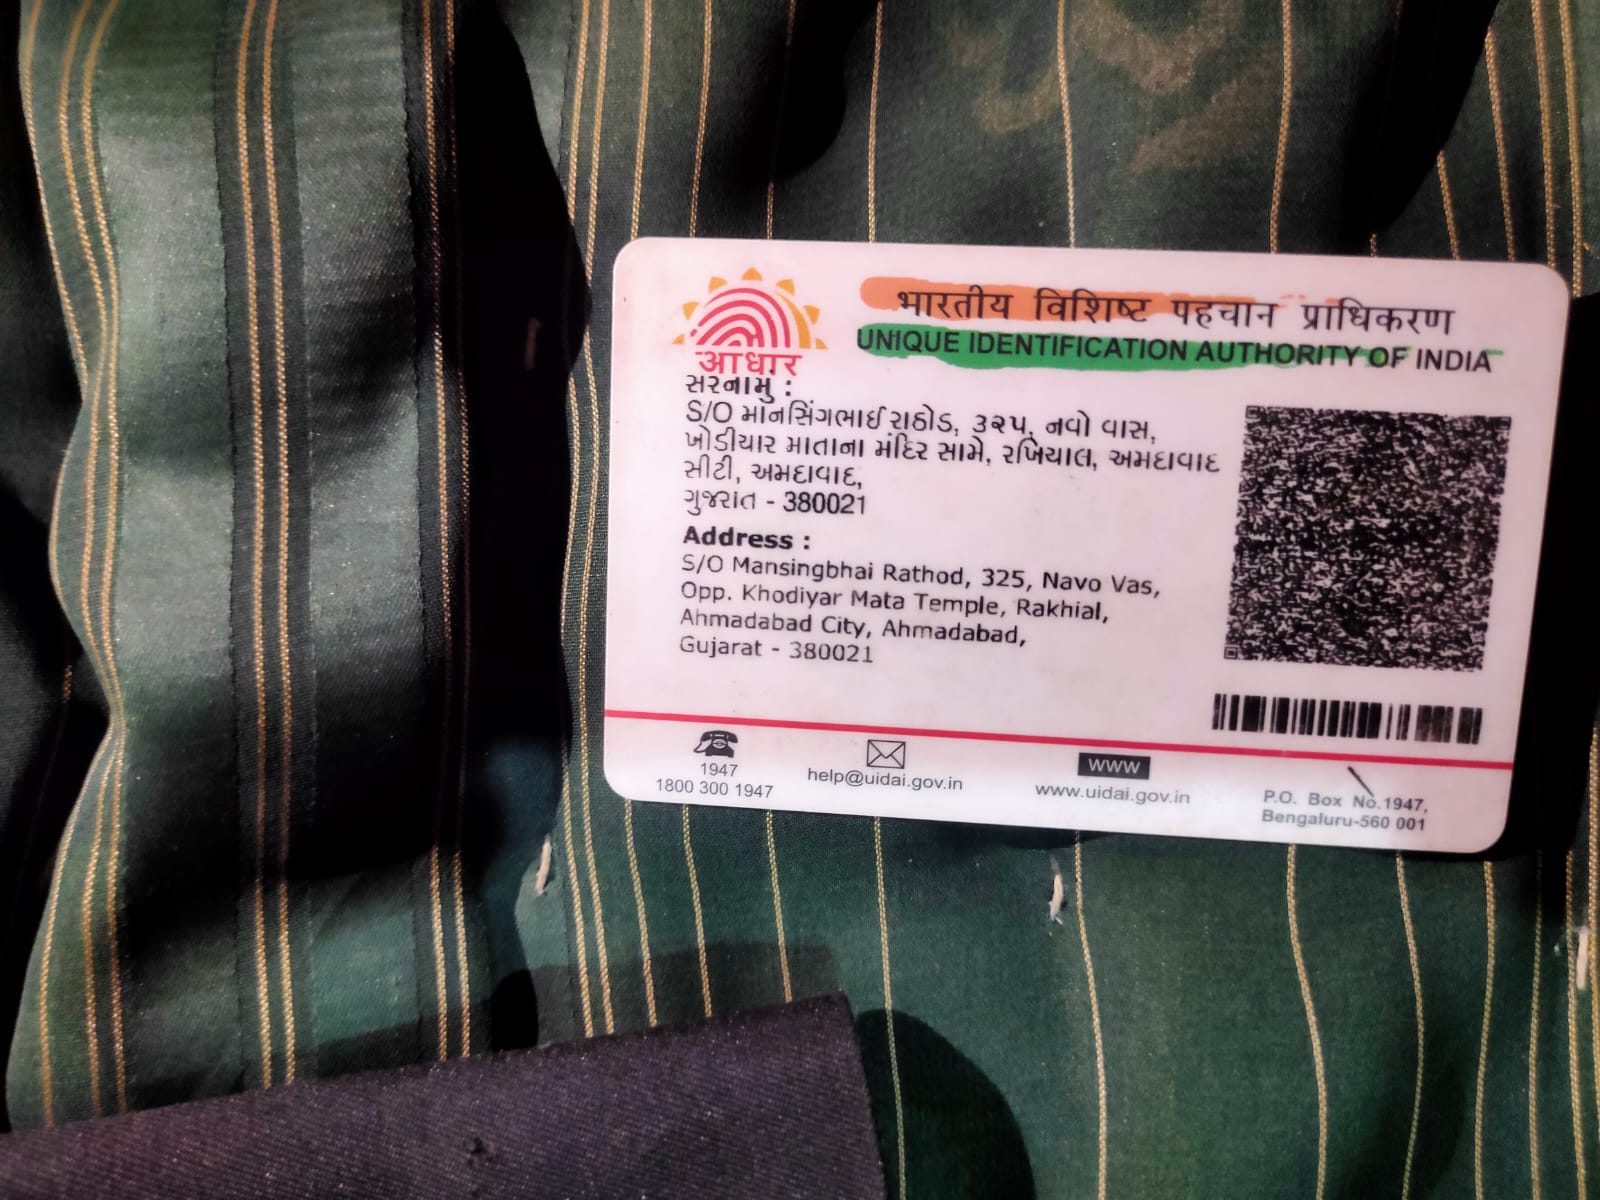 भारतीय विशिष्ट पहचान प्राधिकरण
UNIQUE IDENTIFICATION AUTHORITY OF INDIA
आधार
સરનામું :
S/O માનસિંગભાઈ રાઠોડ, ૩૨૫, નવો વાસ,
ખોડીયાર માતાના મંદિર સામે, રખિયાલ, અમદાવાદ
સીટી, અમદાવાદ,
ગુજરાત - 380021
Address :
S/O Mansingbhai Rathod, 325, Navo Vas,
Opp. Khodiyar Mata Temple, Rakhial,
Ahmadabad City, Ahmadabad,
Gujarat - 380021
1947
1800 300 1947
help@uidai.gov.in
www
www.uidai.gov.in
P.O. Box No.1947,
Bengaluru-560 001